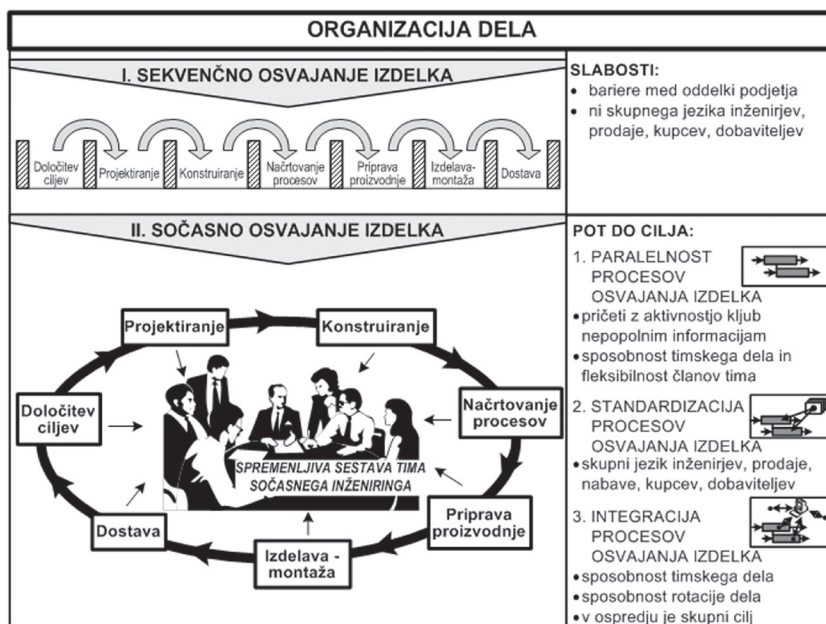 ORGANIZACIJA DELA
I. SEKVENČNO OSVAJANJE IZDELKA
Določitev
ciljev
Projektiranje
Konstruiranje
Načrtovanje
procesov
Priprava
proizvodnje
Izdelava-
montaža
Dostava
SLABOSTI:
• bariere med oddelki podjetja
• ni skupnega jezika inženirjev,
prodaje, kupcev, dobaviteljev
II. SOČASNO OSVAJANJE IZDELKA
Projektiranje
Konstruiranje
Določitev
ciljev
Načrtovanje
procesov
SPREMENLJIVA SESTAVA TIMA
SOČASNEGA INŽENIRINGA
Dostava
Priprava
proizvodnje
Izdelava -
montaža
POT DO CILJA:
1. PARALELNOST
PROCESOV
OSVAJANJA IZDELKA
• pričeti z aktivnostjo kljub
nepopolnim informacijam
• sposobnost timskega dela in
fleksibilnost članov tima
2. STANDARDIZACIJA
PROCESOV
OSVAJANJA IZDELKA
• skupni jezik inženirjev, prodaje,
nabave, kupcev, dobaviteljev
3. INTEGRACIJA
PROCESOV
OSVAJANJA IZDELKA
• sposobnost timskega dela
• sposobnost rotacije dela
• v ospredju je skupni cilj